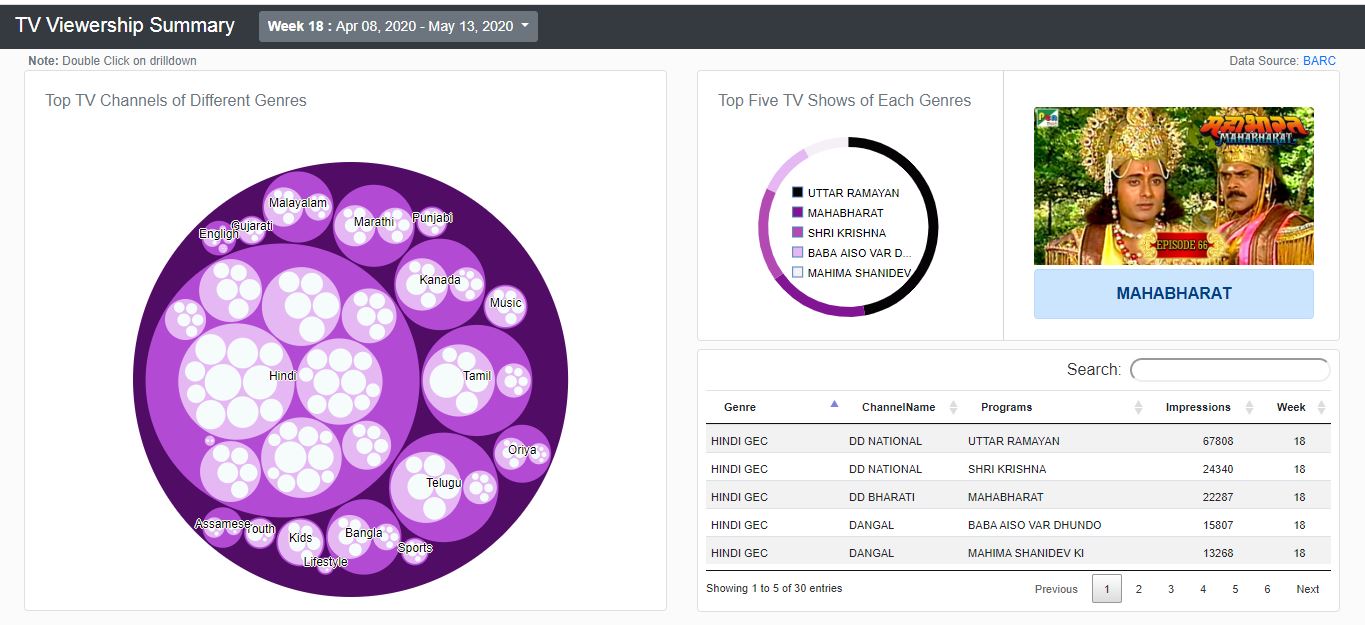 TV Viewership Summary
Week 18 : Apr 08, 2020 - May 13, 2020
Note: Double Click on drilldown
Data Source: BARC
Top TV Channels of Different Genres
Malayalam
Marathi
Punjabi
Gujarati
Engligh
Kanada
Music
Hindi
Tamil
Oriya
Telugu
Assamese
Youth
Kids
Bangla
Sports
Lifestyle
Top Five TV Shows of Each Genres
UTTAR RAMAYAN
MAHABHARAT
SHRI KRISHNA
BABA AISO VAR D...
MAHIMA SHANIDEV
Pen
महाभारत
MAHABHARAT
EPISODE 66
MAHABHARAT
Search:
Genre ChannelName Programs Impressions Week
HINDI GEC DD NATIONAL UTTAR RAMAYAN 67808 18
HINDI GEC DD NATIONAL SHRI KRISHNA 24340 18
HINDI GEC DD BHARATI MAHABHARAT 22287 18
HINDI GEC DANGAL BABA AISO VAR DHUNDO 15807 18
HINDI GEC DANGAL MAHIMA SHANIDEV KI 13268 18
Showing 1 to 5 of 30 entries
Previous 1 2 3 4 5 6 Next